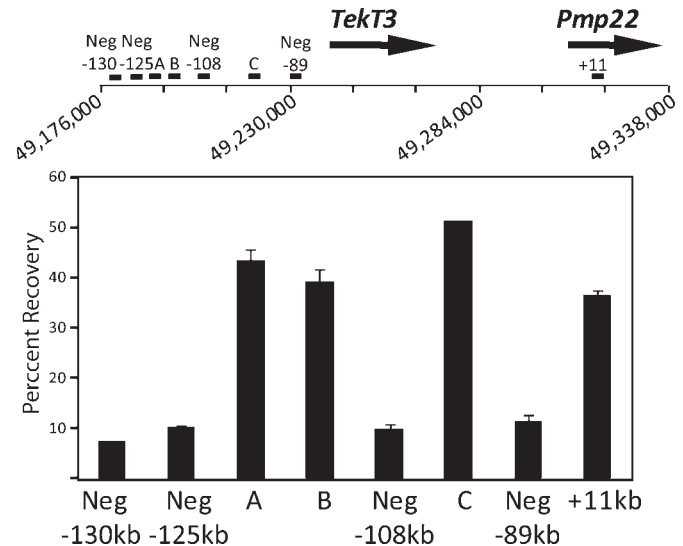 TekT3 Pmp22
Neg Neg Neg Neg
-130 -125 A B -108 C -89 +11
49,176,000 49,230,000 49,284,000 49,338,000
60
50
40
30
20
10
Perccent Recovery
Neg Neg A B Neg C Neg +11kb
-130kb -125kb -108kb -89kb